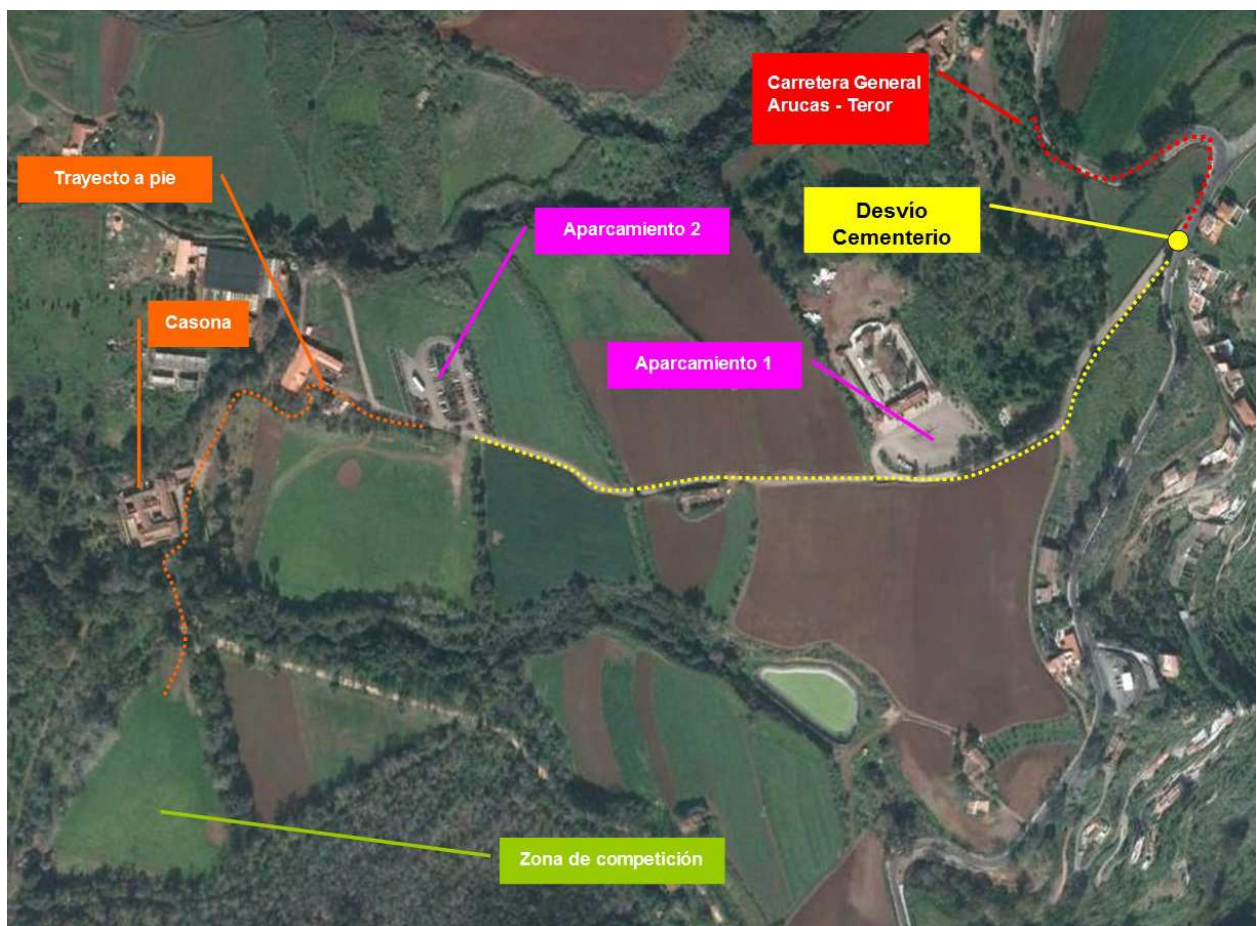 Carretera General
Arucas - Teror
Trayecto a pie
Desvío
Cementerio
Aparcamiento 2
Casona
Aparcamiento 1
Zona de competición